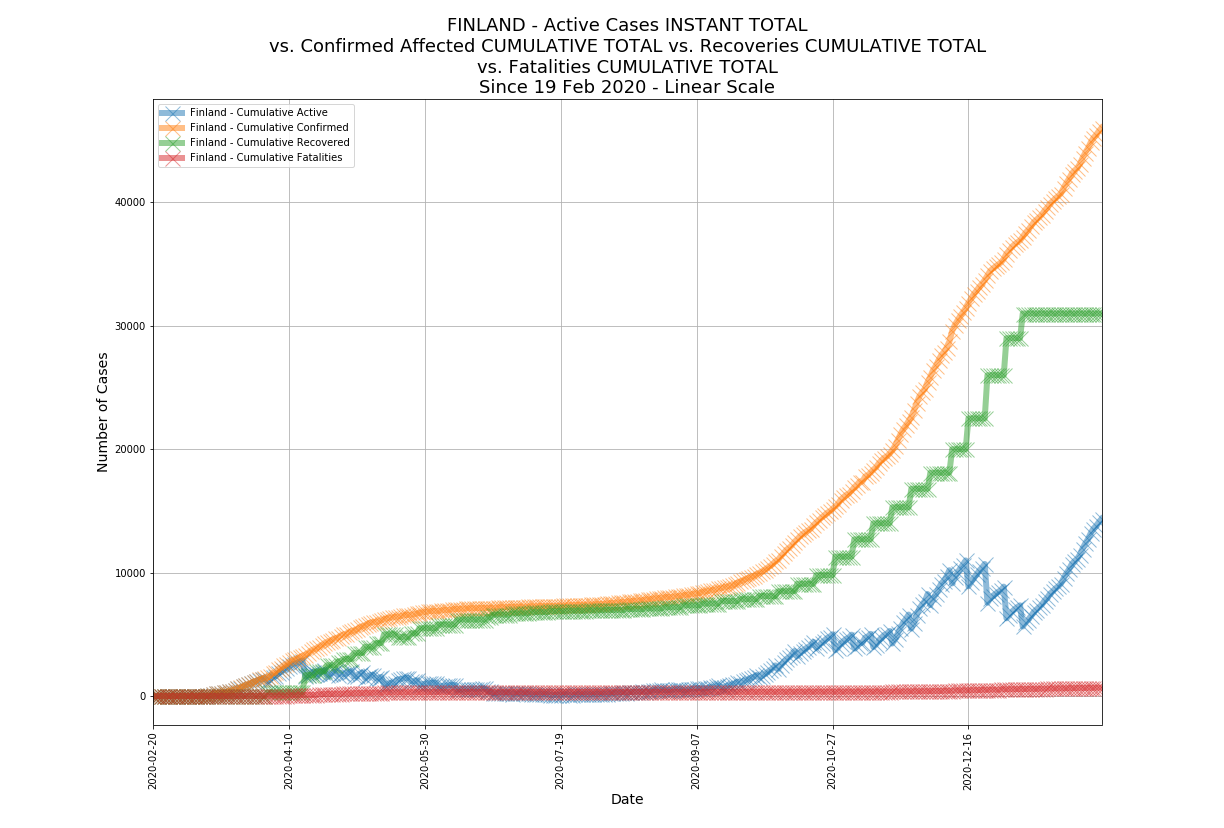 FINLAND - Active Cases INSTANT TOTAL
vs. Confirmed Affected CUMULATIVE TOTAL vs. Recoveries CUMULATIVE TOTAL
vs. Fatalities CUMULATIVE TOTAL
Since 19 Feb 2020 - Linear Scale
Finland - Cumulative Active
Finland - Cumulative Confirmed
Finland - Cumulative Recovered
Finland - Cumulative Fatalities
Number of Cases
40000
30000
20000
10000
0
2020-02-20
2020-04-10
2020-05-30
2020-07-19
2020-09-07
2020-10-27
2020-12-16
Date